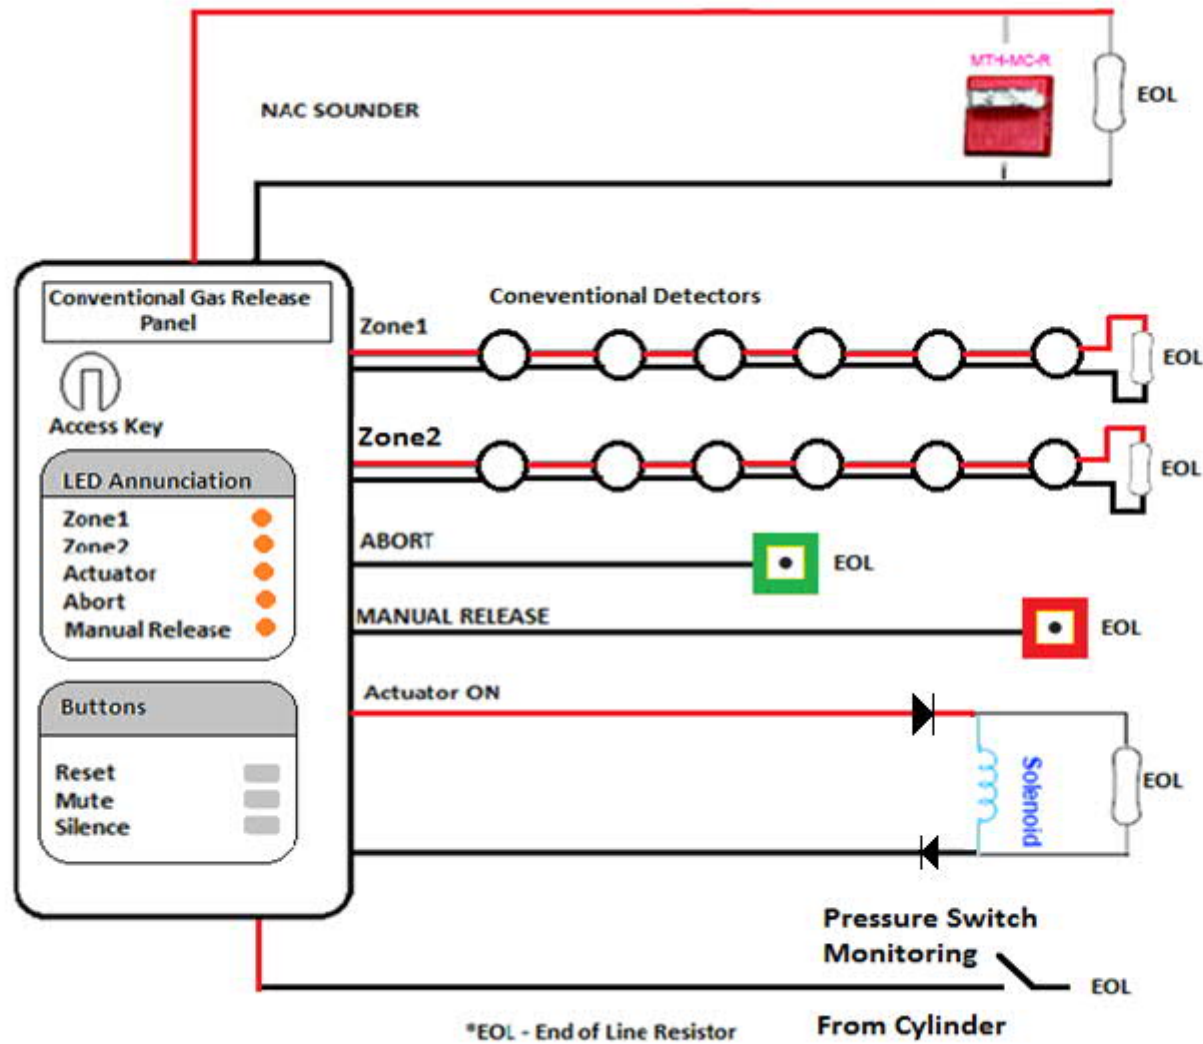 MTH-MC-R
EOL
NAC SOUNDER
Conventional Gas Release
Panel
Coneventional Detectors
Zone1
EOL
Access Key
Zone2
EOL
LED Annunciation
Zone1
Zone2
Actuator
Abort
Manual Release
ABORT
EOL
MANUAL RELEASE
EOL
Actuator ON
Buttons
Reset
Mute
Silence
Solenoid
EOL
Pressure Switch
Monitoring
EOL
From Cylinder
*EOL - End of Line Resistor